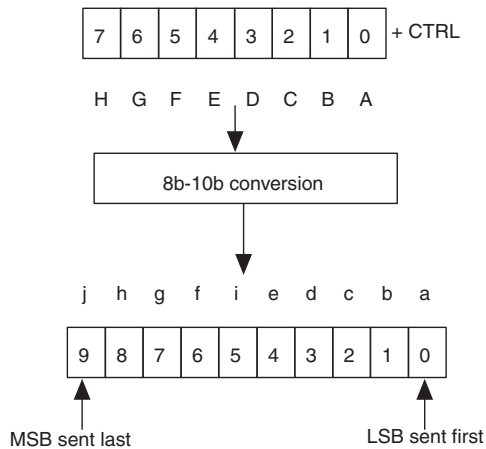 7 6 5 4 3 2 1 0 + CTRL
H G F E D C B A
8b-10b conversion
j h g f i e d c b a
9 8 7 6 5 4 3 2 1 0
MSB sent last LSB sent first